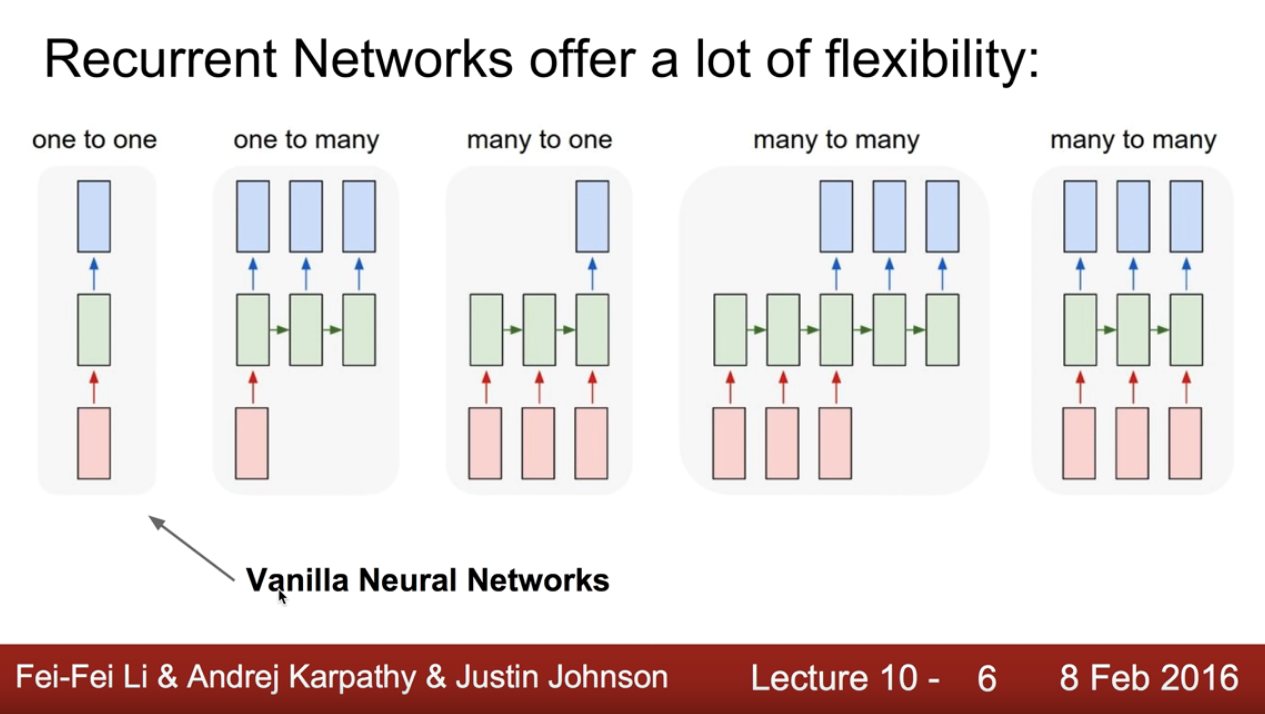 Recurrent Networks offer a lot of flexibility:
one to one one to many many to one many to many many to many
Vanilla Neural Networks
Fei-Fei Li & Andrej Karpathy & Justin Johnson Lecture 10 - 6 8 Feb 2016